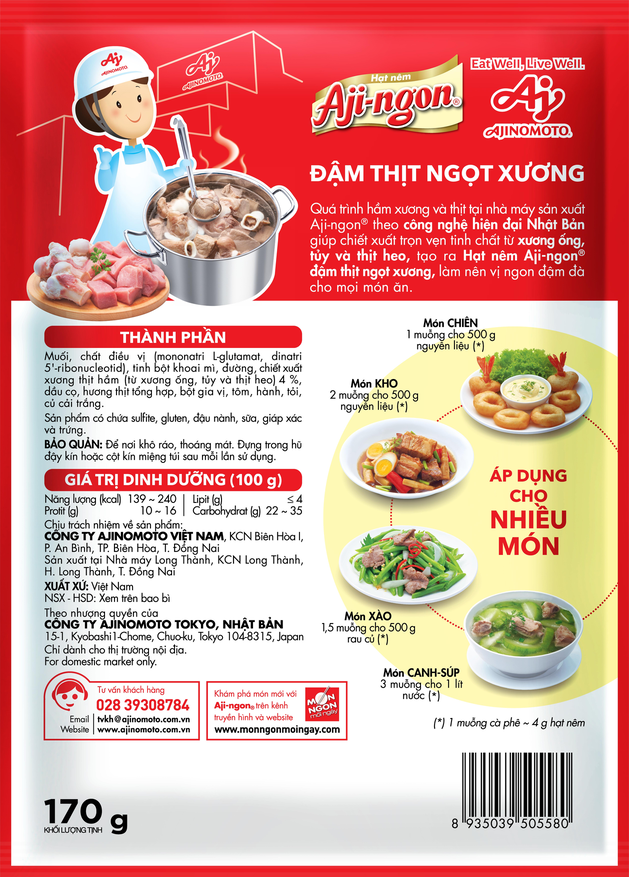 Aj
AJINOMOTO
Aj
AJINOMOTO
Hạt nêm
Aji-ngon®
Eat Well, Live Well.
Aj
AJINOMOTO®
ĐẬM THỊT NGỌT XƯƠNG
Quá trình hầm xương và thịt tại nhà máy sản xuất
Aji-ngon® theo công nghệ hiện đại Nhật Bản
giúp chiết xuất trọn vẹn tinh chất từ xương ống,
tủy và thịt heo, tạo ra Hạt nêm Aji-ngon®
đậm thịt ngọt xương, làm nên vị ngon đậm đà
cho mọi món ăn.
THÀNH PHẦN
Muối, chất điều vị (mononatri L-glutamat, dinatri
5'-ribonucleotid), tinh bột khoai mì, đường, chiết xuất
xương thịt hầm (từ xương ống, tủy và thịt heo) 4 %,
dầu cọ, hương thịt tổng hợp, bột gia vị, tôm, hành, tỏi,
củ cải trắng.
Sản phẩm có chứa sulfite, gluten, đậu nành, sữa, giáp xác
và trứng.
BẢO QUẢN: Để nơi khô ráo, thoáng mát. Đựng trong hũ
đậy kín hoặc cột kín miệng túi sau mỗi lần sử dụng.
GIÁ TRỊ DINH DƯỠNG (100 g)
Năng lượng (kcal) 139 ~ 240 Lipit (g) ≤ 4
Protit (g) 10 ~ 16 Carbohydrat (g) 22 ~ 35
Chịu trách nhiệm về sản phẩm:
CÔNG TY AJINOMOTO VIỆT NAM, KCN Biên Hòa I,
P. An Bình, TP. Biên Hòa, T. Đồng Nai
Sản xuất tại Nhà máy Long Thành, KCN Long Thành,
H. Long Thành, T. Đồng Nai
XUẤT XỨ: Việt Nam
NSX - HSD: Xem trên bao bì
Theo nhượng quyền của
CÔNG TY AJINOMOTO TOKYO, NHẬT BẢN
15-1, Kyobashi1-Chome, Chuo-ku, Tokyo 104-8315, Japan
Chỉ dành cho thị trường nội địa.
For domestic market only.
Tư vấn khách hàng
028 39308784
Email tvkh@ajinomoto.com.vn
Website www.ajinomoto.com.vn
Khám phá món mới với
Aji-ngon® trên kênh
truyền hình và website
www.monngonmoingay.com
MÓN
NGON
mỗi ngày
Món CHIÊN
1 muỗng cho 500 g
nguyên liệu (*)
Món KHO
2 muỗng cho 500 g
nguyên liệu (*)
ÁP DỤNG
CHO
NHIỀU
MÓN
Món XÀO
1,5 muỗng cho 500 g
rau củ (*)
Món CANH-SÚP
3 muỗng cho 1 lít
nước (*)
(*) 1 muỗng cà phê ~ 4 g hạt nêm
170 g
KHỐI LƯỢNG TỊNH
8 935039 505580